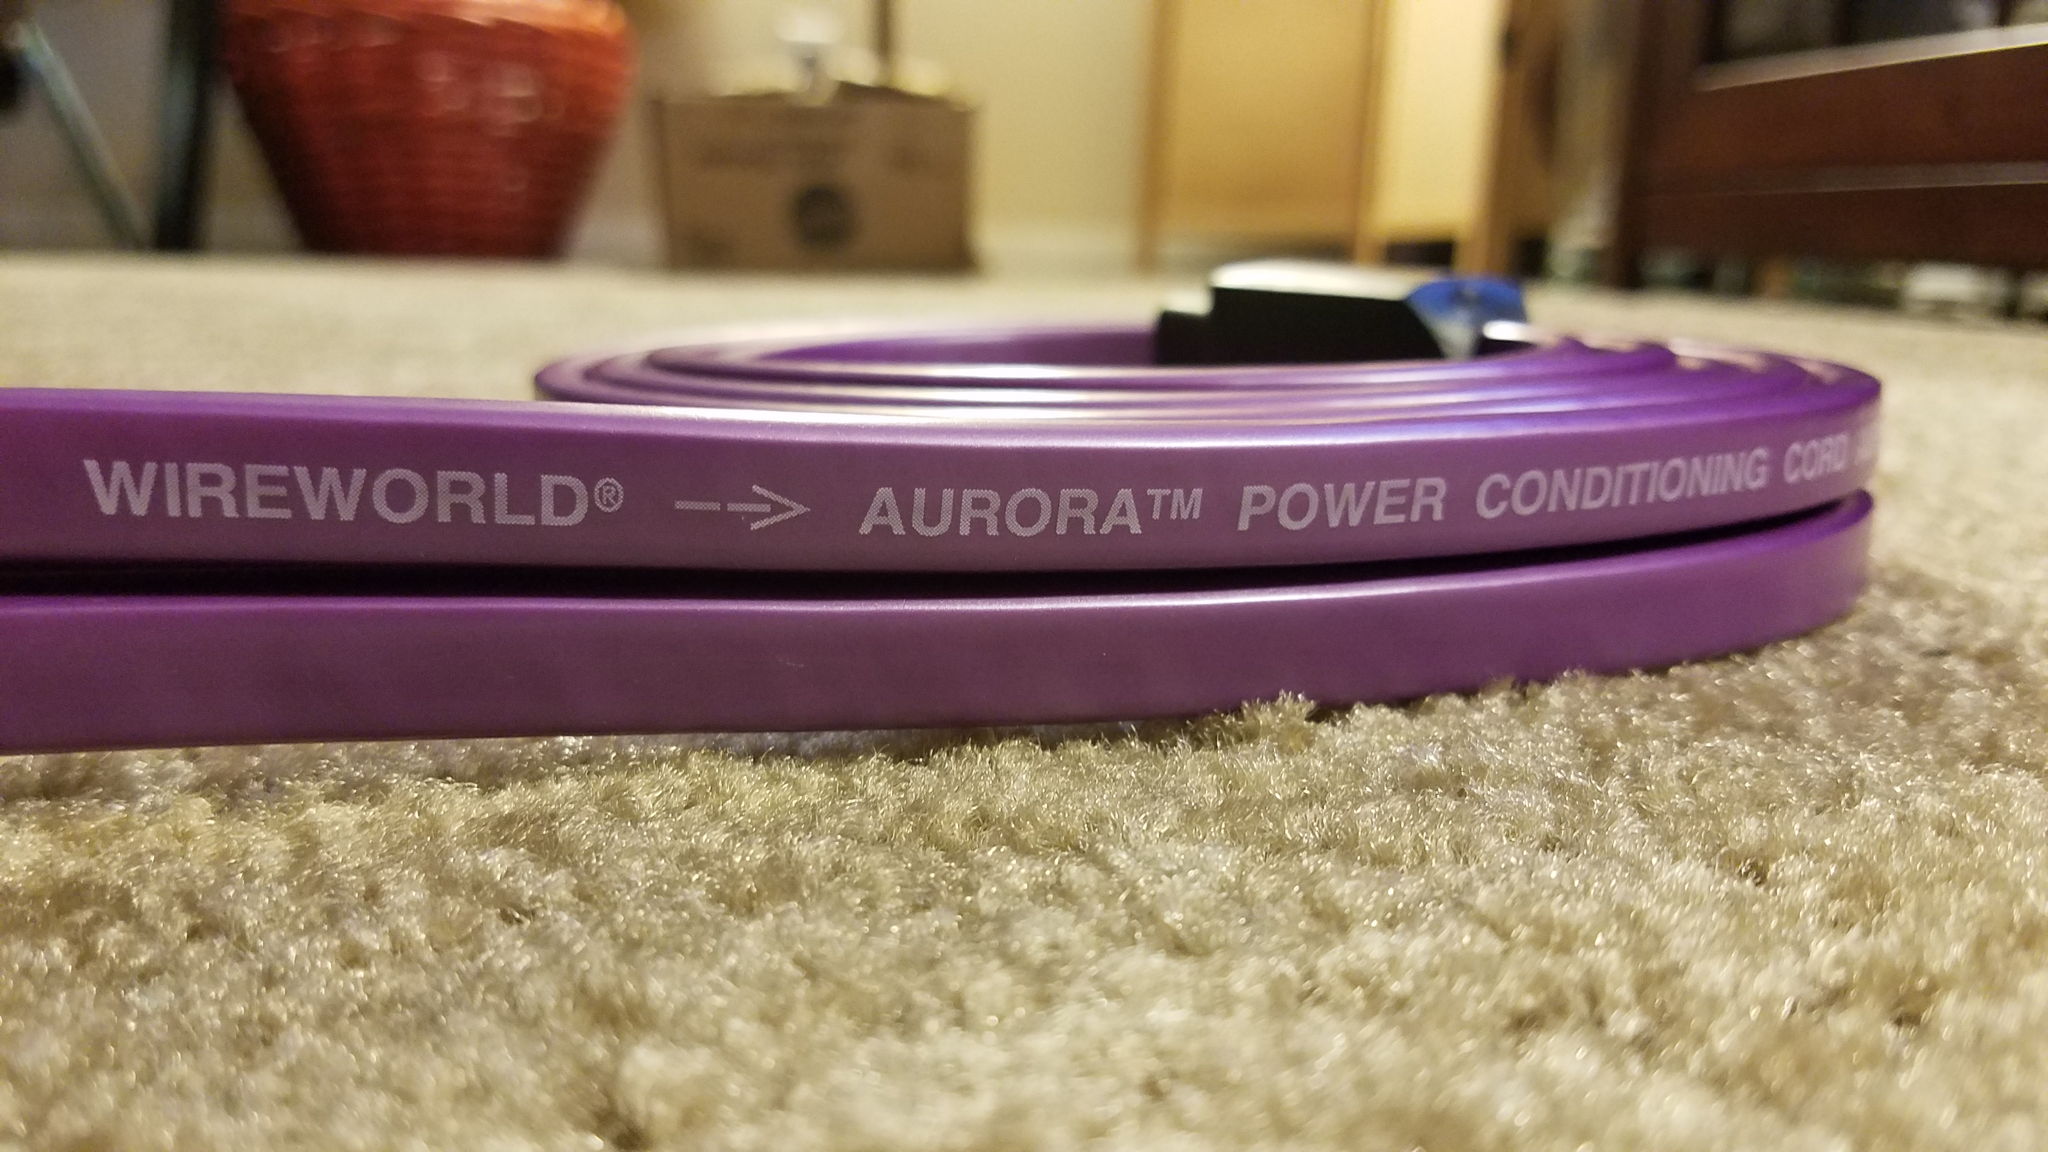 WIREWORLD® --> AURORA™ POWER CONDITIONING CORD